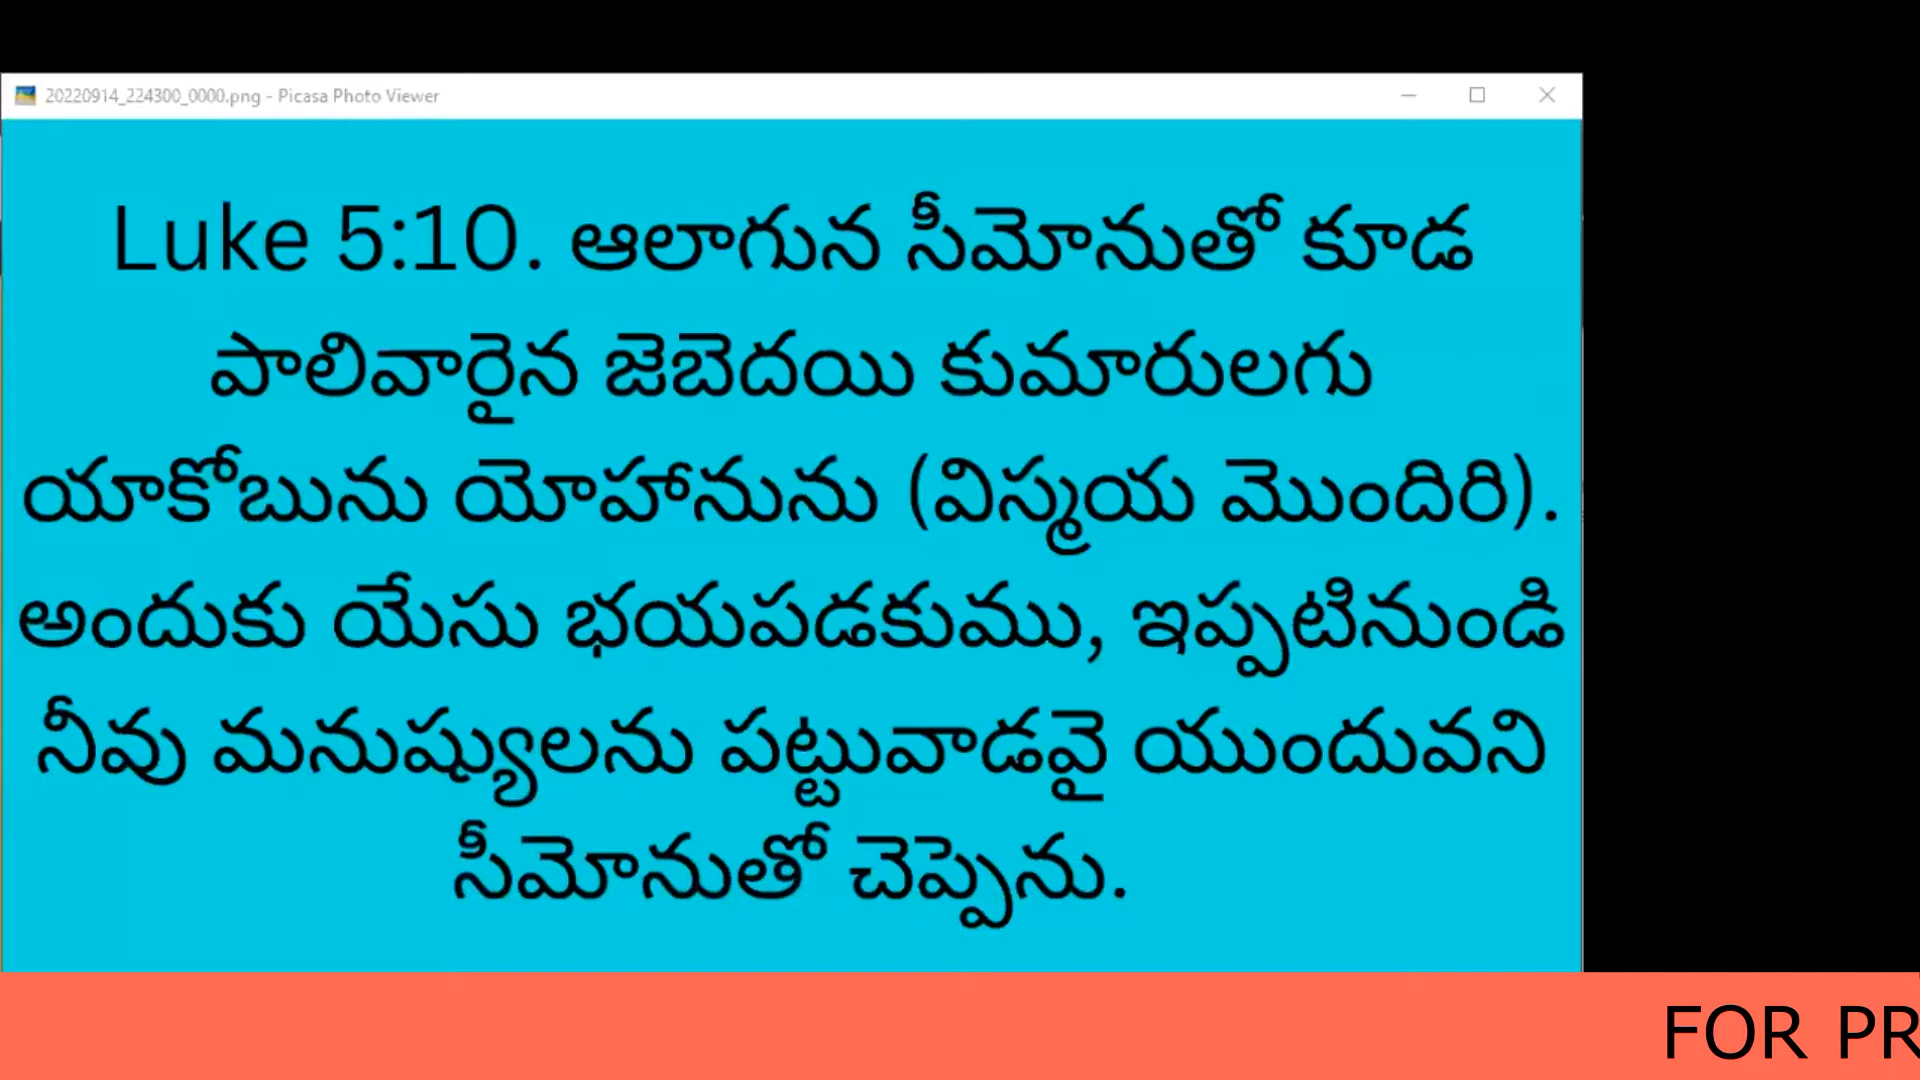 20220914_224300_0000.png - Picasa Photo Viewer
Luke 5:10. ఆలాగున సీమోనుతో కూడ
పాలివారైన జెబెదయి కుమారులగు
యాకోబును యోహానును (విస్మయ మొందిరి).
అందుకు యేసు భయపడకుము, ఇప్పటినుండి
నీవు మనుష్యులను పట్టువాడవై యుందువని
సీమోనుతో చెప్పెను.
FOR PR